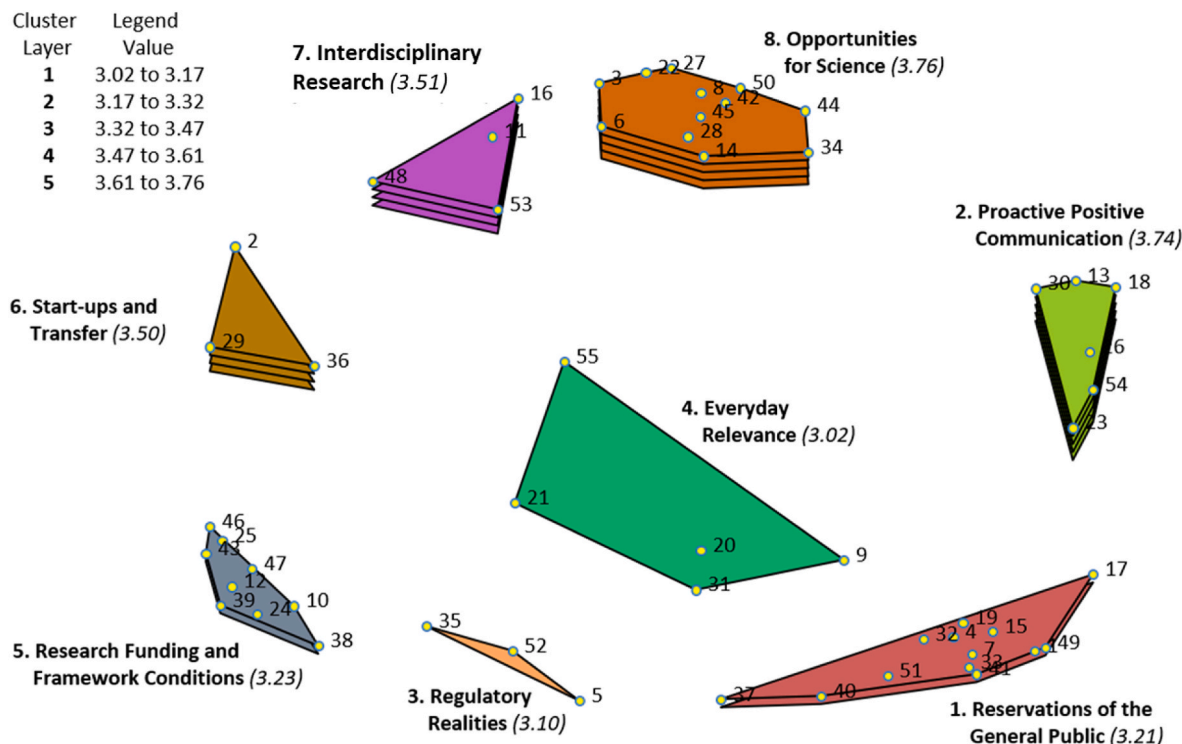 Cluster Layer Legend Value
1 3.02 to 3.17
2 3.17 to 3.32
3 3.32 to 3.47
4 3.47 to 3.61
5 3.61 to 3.76
7. Interdisciplinary
Research (3.51)
16
11
48
53
8. Opportunities
for Science (3.76)
3
22
27
8
50
42
44
45
6
28
14
34
2. Proactive Positive
Communication (3.74)
30
13
18
26
54
23
6. Start-ups and
Transfer (3.50)
2
29
36
4. Everyday
Relevance (3.02)
55
21
20
9
31
46
25
43
47
12
39
24
10
38
5. Research Funding and
Framework Conditions (3.23)
35
52
5
3. Regulatory
Realities (3.10)
17
19
32
4
15
7
33
41
49
51
40
37
1. Reservations of the
General Public (3.21)